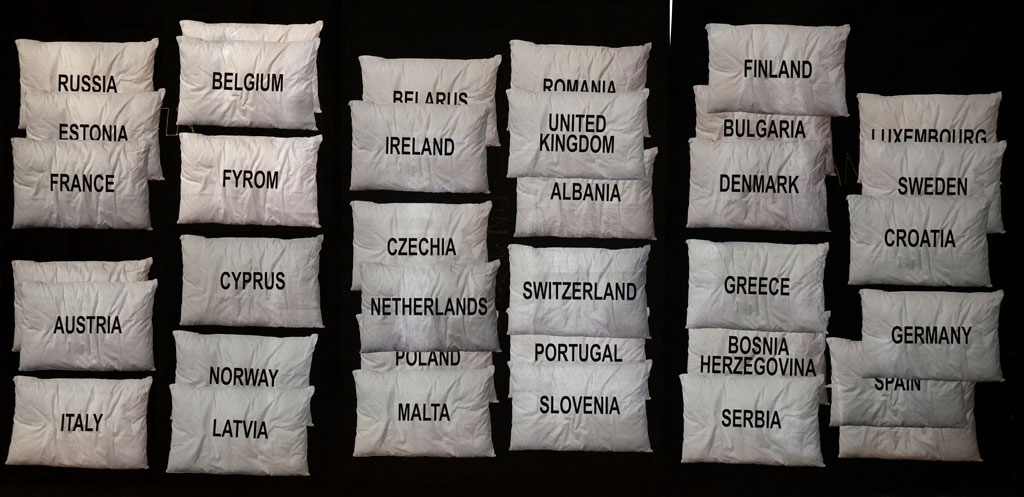 RUSSIA
ESTONIA
FRANCE
AUSTRIA
ITALY
BELGIUM
FYROM
CYPRUS
NORWAY
LATVIA
BELARUS
IRELAND
CZECHIA
NETHERLANDS
POLAND
MALTA
ROMANIA
UNITED
KINGDOM
ALBANIA
SWITZERLAND
PORTUGAL
SLOVENIA
FINLAND
BULGARIA
DENMARK
GREECE
BOSNIA
HERZEGOVINA
SERBIA
LUXEMBOURG
SWEDEN
CROATIA
GERMANY
SPAIN